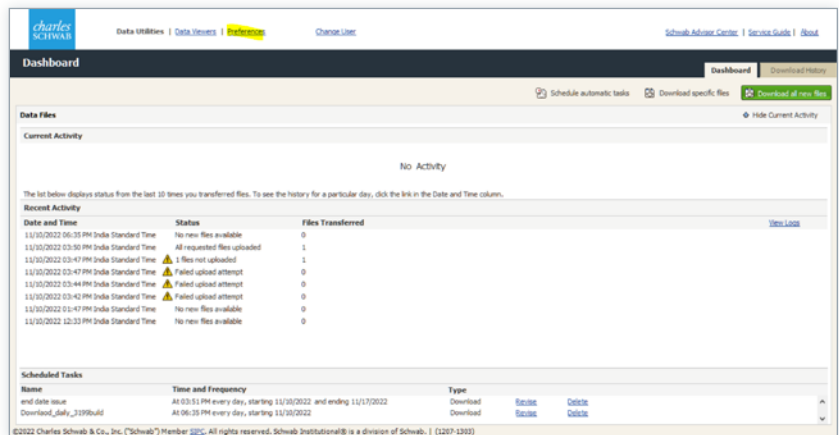 charles
SCHWAB
Data Utilities | Data Viewers | Preferences Change User Schwab Advisor Center | Service Guide | About
Dashboard
Dashboard Download History
Schedule automatic tasks Download specific files Download all new files
Data Files Hide Current Activity
Current Activity
No Activity
The list below displays status from the last 10 times you transferred files. To see the history for a particular day, click the link in the Date and Time column.
Recent Activity
Date and Time Status Files Transferred View Logs
11/10/2022 06:35 PM India Standard Time No new files available 0
11/10/2022 03:50 PM India Standard Time All requested files uploaded 1
11/10/2022 03:47 PM India Standard Time 1 files not uploaded 1
11/10/2022 03:47 PM India Standard Time Failed upload attempt 0
11/10/2022 03:44 PM India Standard Time Failed upload attempt 0
11/10/2022 03:42 PM India Standard Time Failed upload attempt 0
11/10/2022 01:47 PM India Standard Time No new files available 0
11/10/2022 12:33 PM India Standard Time No new files available 0
Scheduled Tasks
Name Time and Frequency Type
end date issue At 03:51 PM every day, starting 11/10/2022 and ending 11/17/2022 Download Revise Delete
Downlaod_daily_3199build At 06:35 PM every day, starting 11/10/2022 Download Revise Delete
©2022 Charles Schwab & Co., Inc. ("Schwab") Member SIPC. All rights reserved. Schwab Institutional® is a division of Schwab. | (1207-1303)